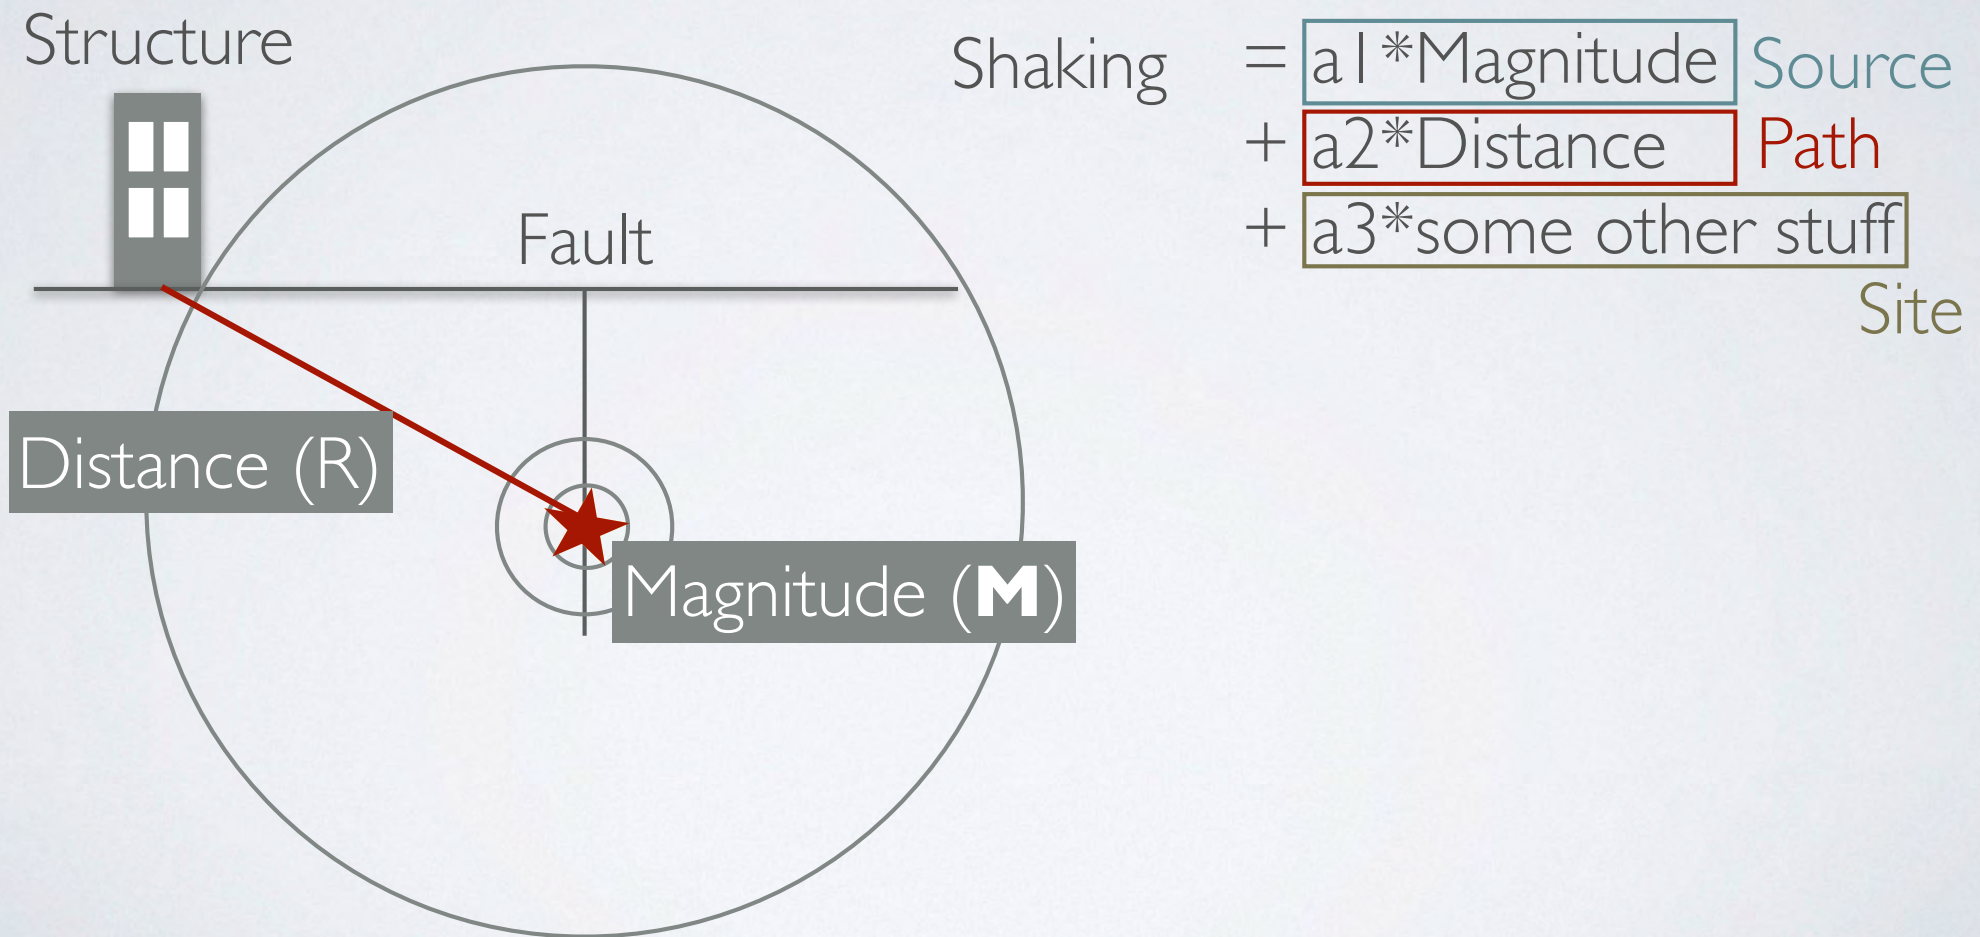 Structure
Shaking = a1*Magnitude Source
+ a2*Distance Path
+ a3*some other stuff
Site
Fault
Distance (R)
Magnitude (M)